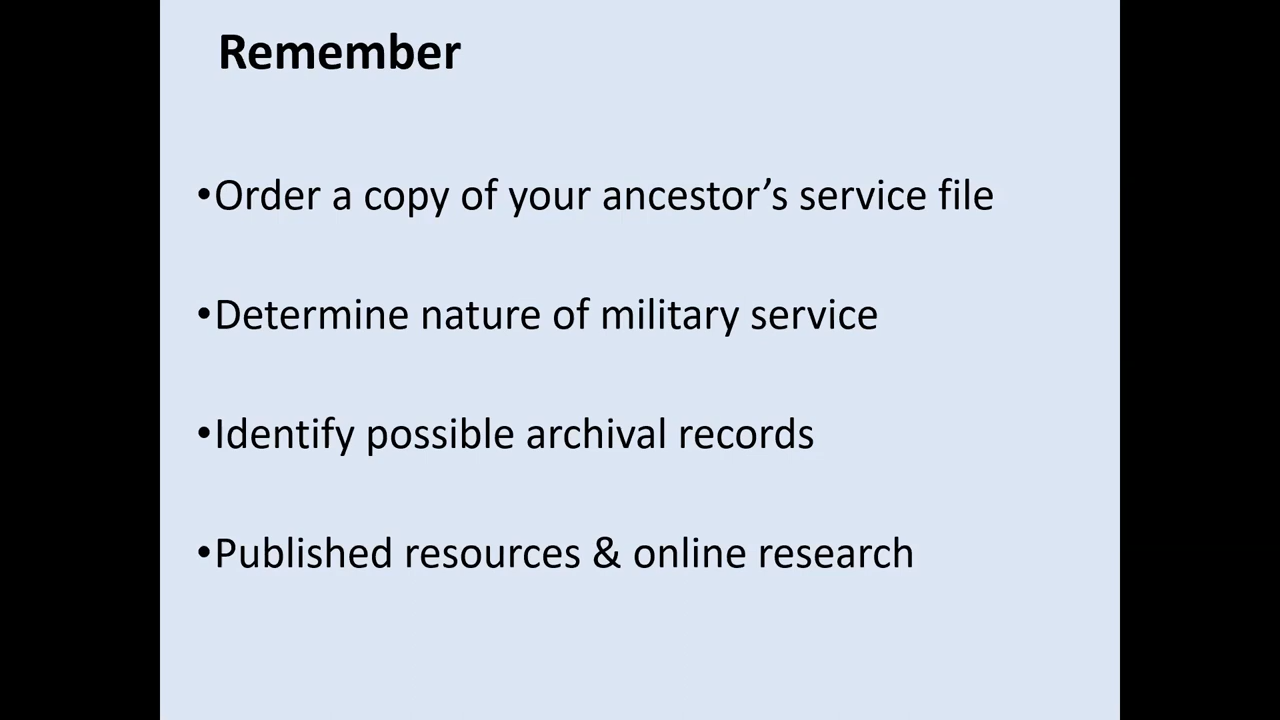 Remember
•Order a copy of your ancestor’s service file
•Determine nature of military service
•Identify possible archival records
•Published resources & online research